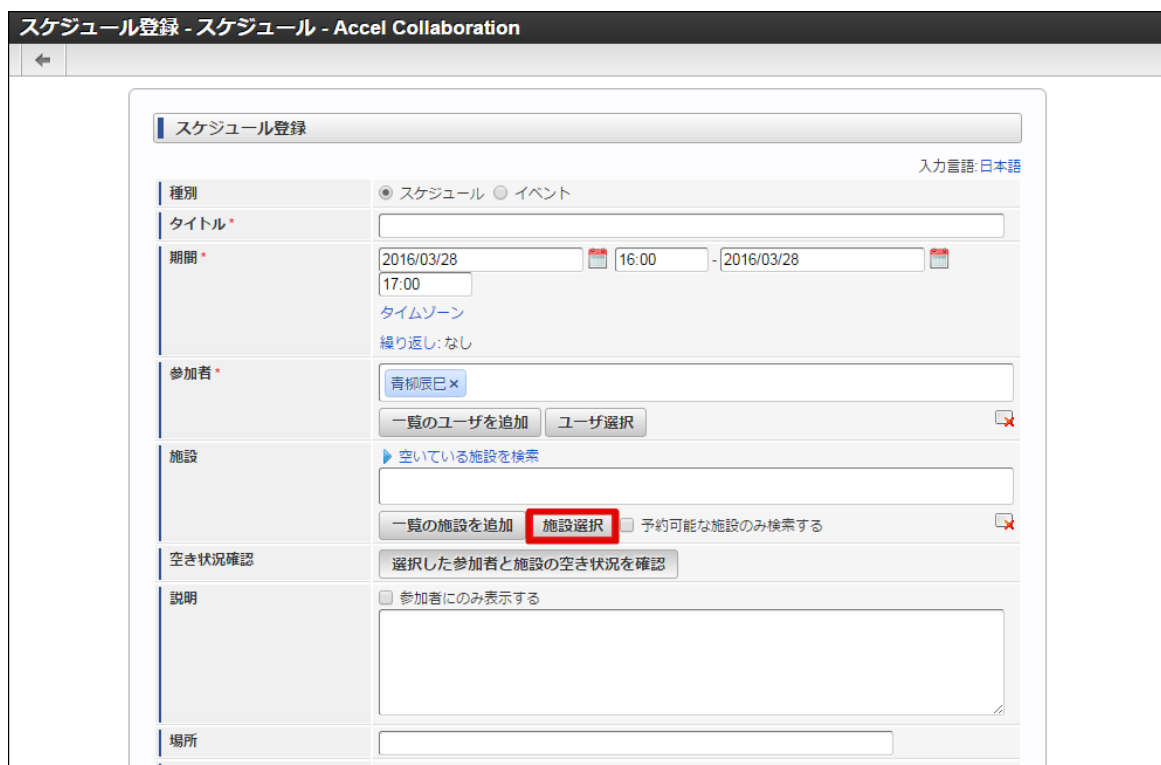 スケジュール登録 - スケジュール - Accel Collaboration
スケジュール登録
入力言語:日本語
種別 スケジュール イベント
タイトル*
期間* 2016/03/28 16:00 - 2016/03/28
17:00
タイムゾーン
繰り返し: なし
参加者* 青柳辰巳×
一覧のユーザを追加 ユーザ選択
施設 空いている施設を検索
一覧の施設を追加 施設選択 予約可能な施設のみ検索する
空き状況確認 選択した参加者と施設の空き状況を確認
説明 参加者にのみ表示する
場所